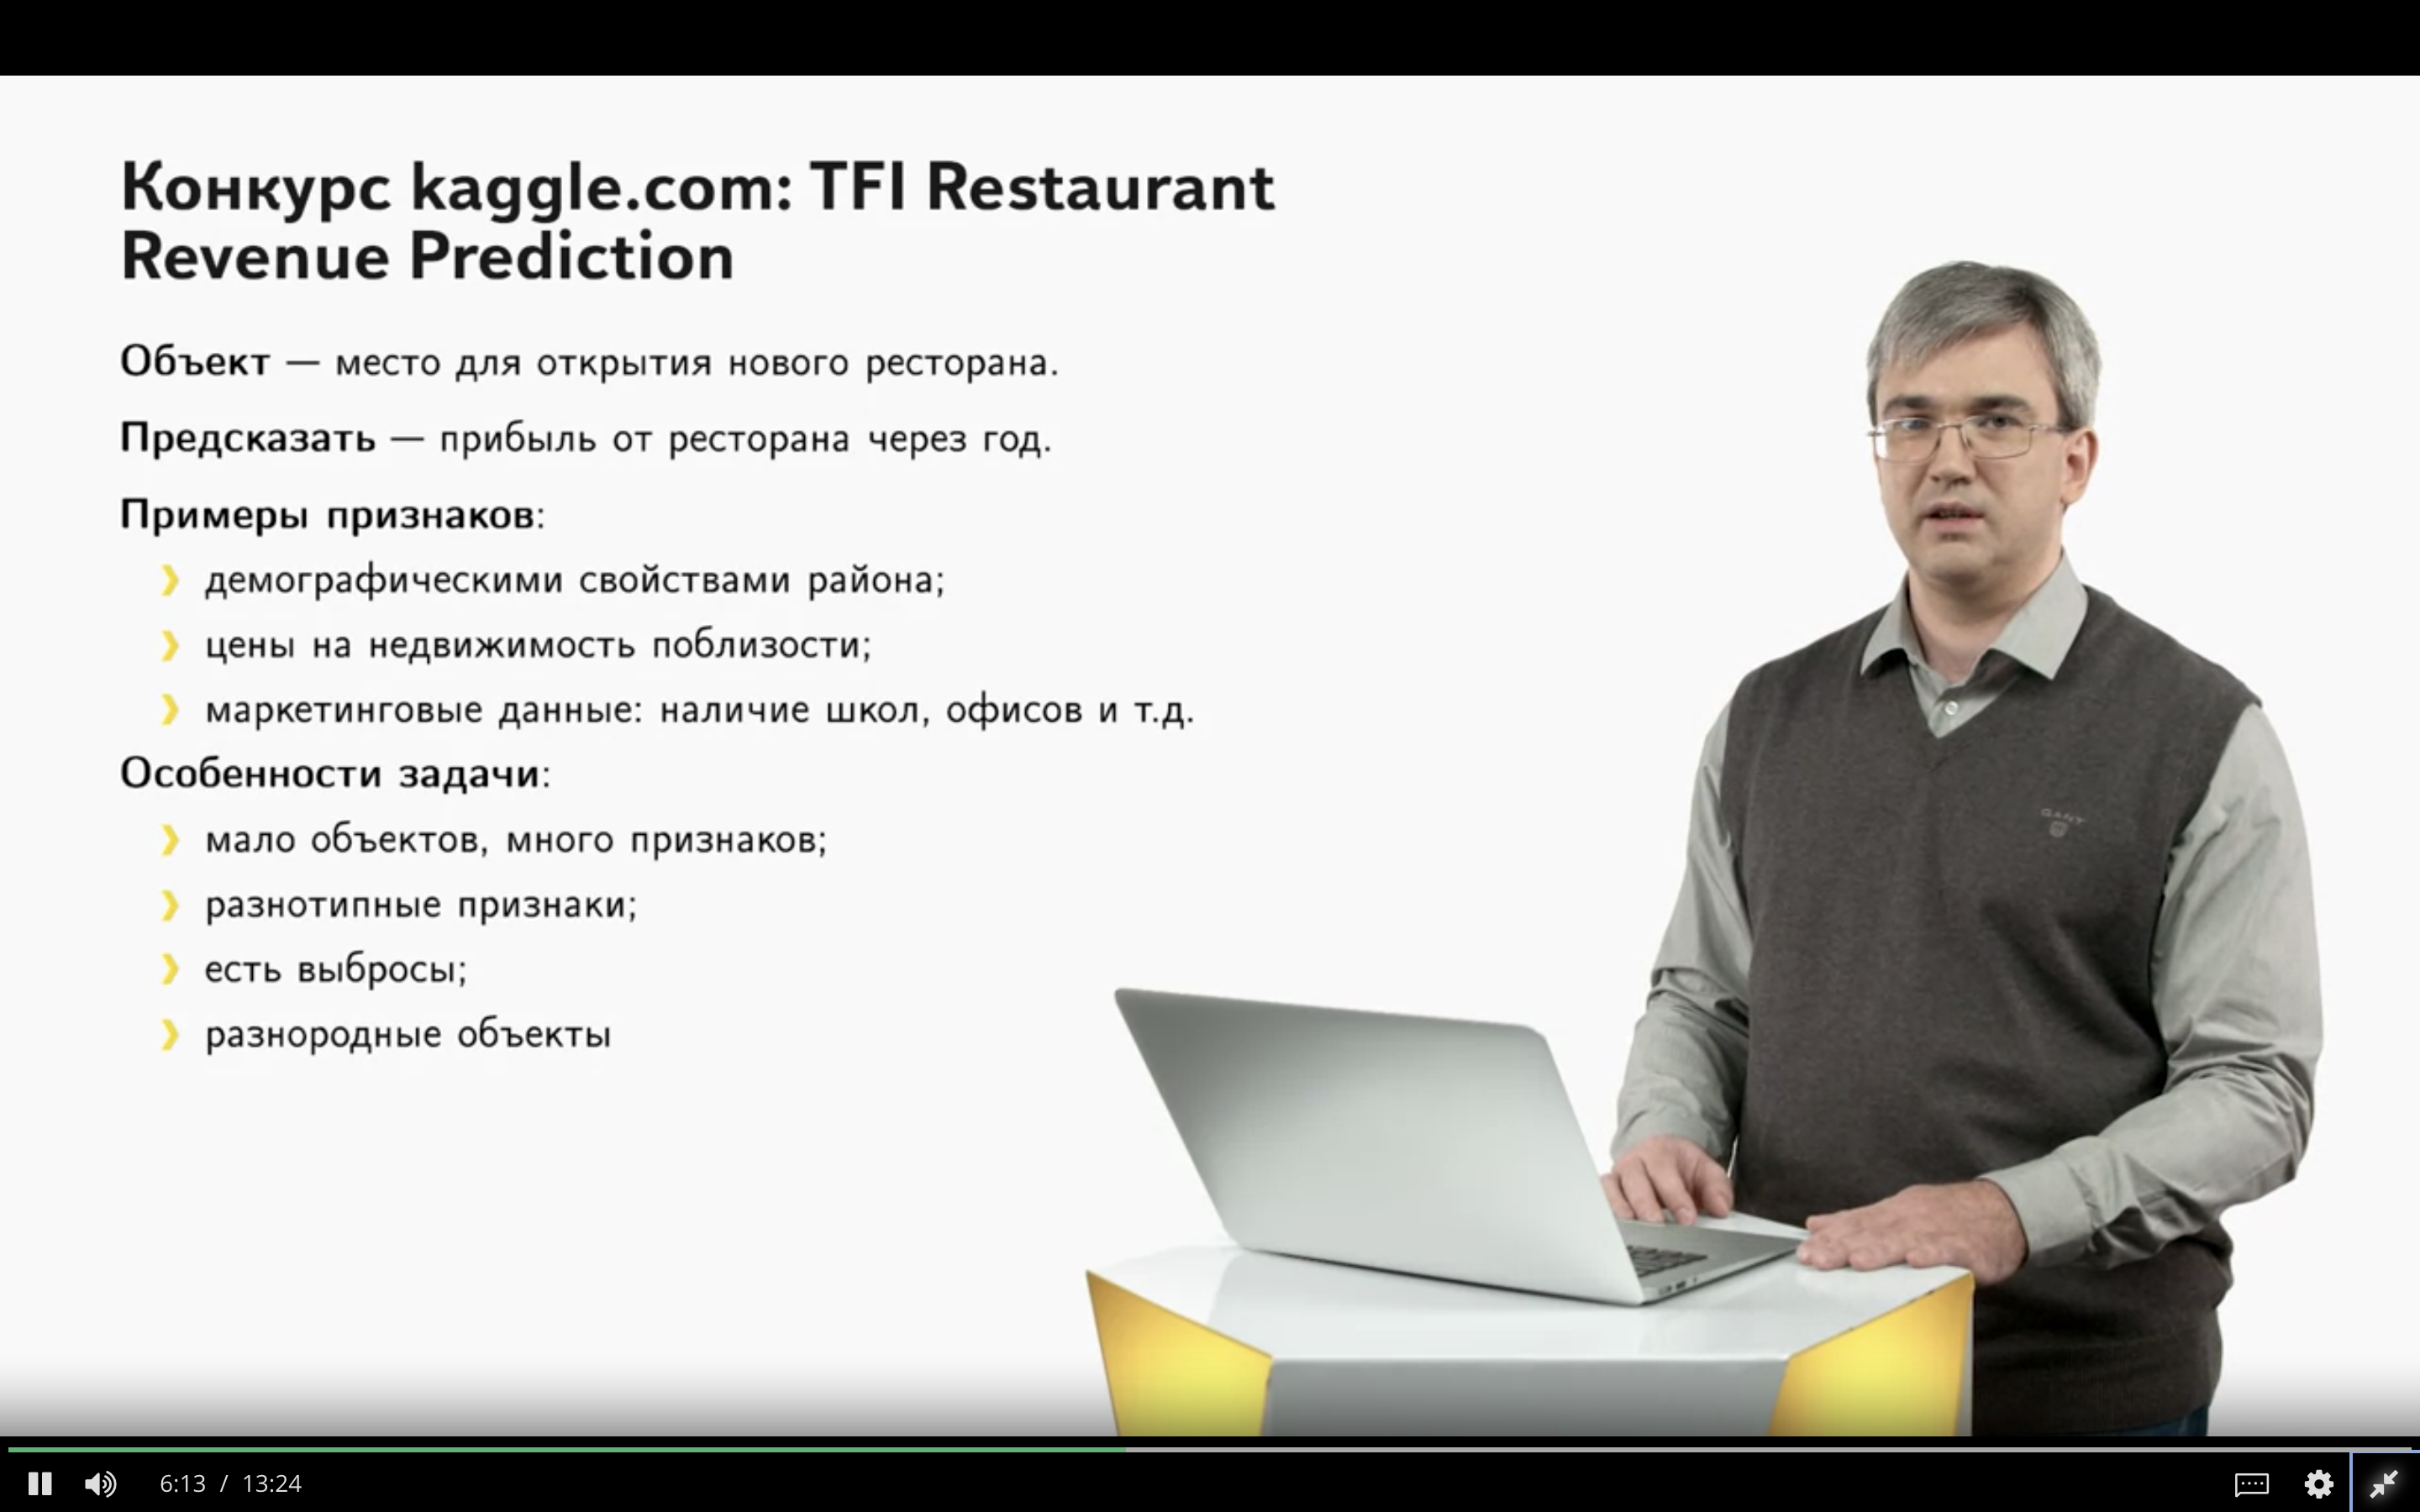 Конкурс kaggle.com: TFI Restaurant
Revenue Prediction
Объект — место для открытия нового ресторана.
Предсказать — прибыль от ресторана через год.
Примеры признаков:
демографическими свойствами района;
цены на недвижимость поблизости;
маркетинговые данные: наличие школ, офисов и т.д.
Особенности задачи:
мало объектов, много признаков;
разнотипные признаки;
есть выбросы;
разнородные объекты
GANT
6:13 / 13:24